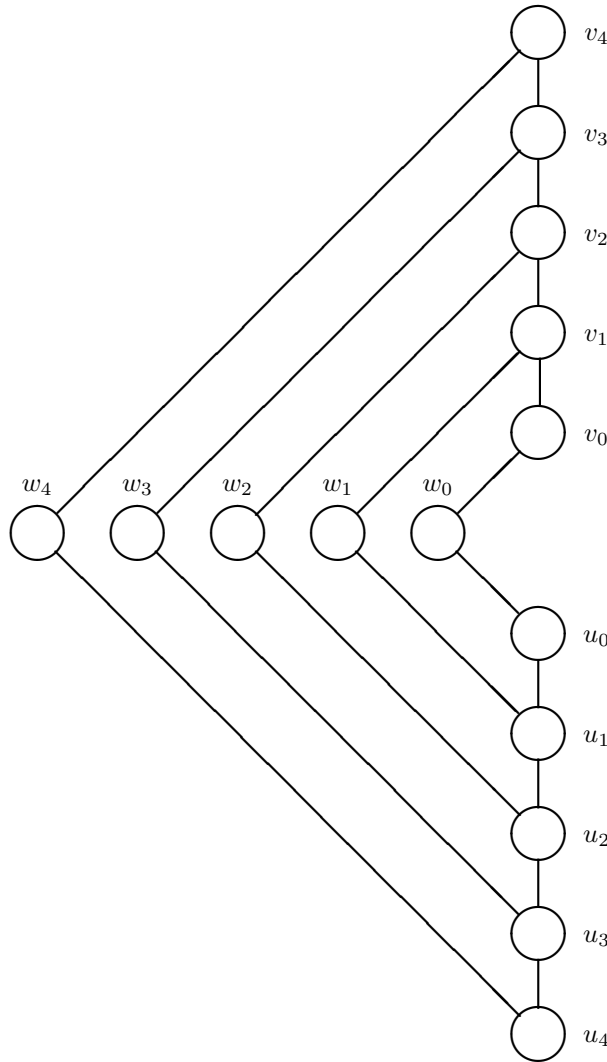 v₄
v₃
v₂
v₁
v₀
w₄ w₃ w₂ w₁ w₀
u₀
u₁
u₂
u₃
u₄